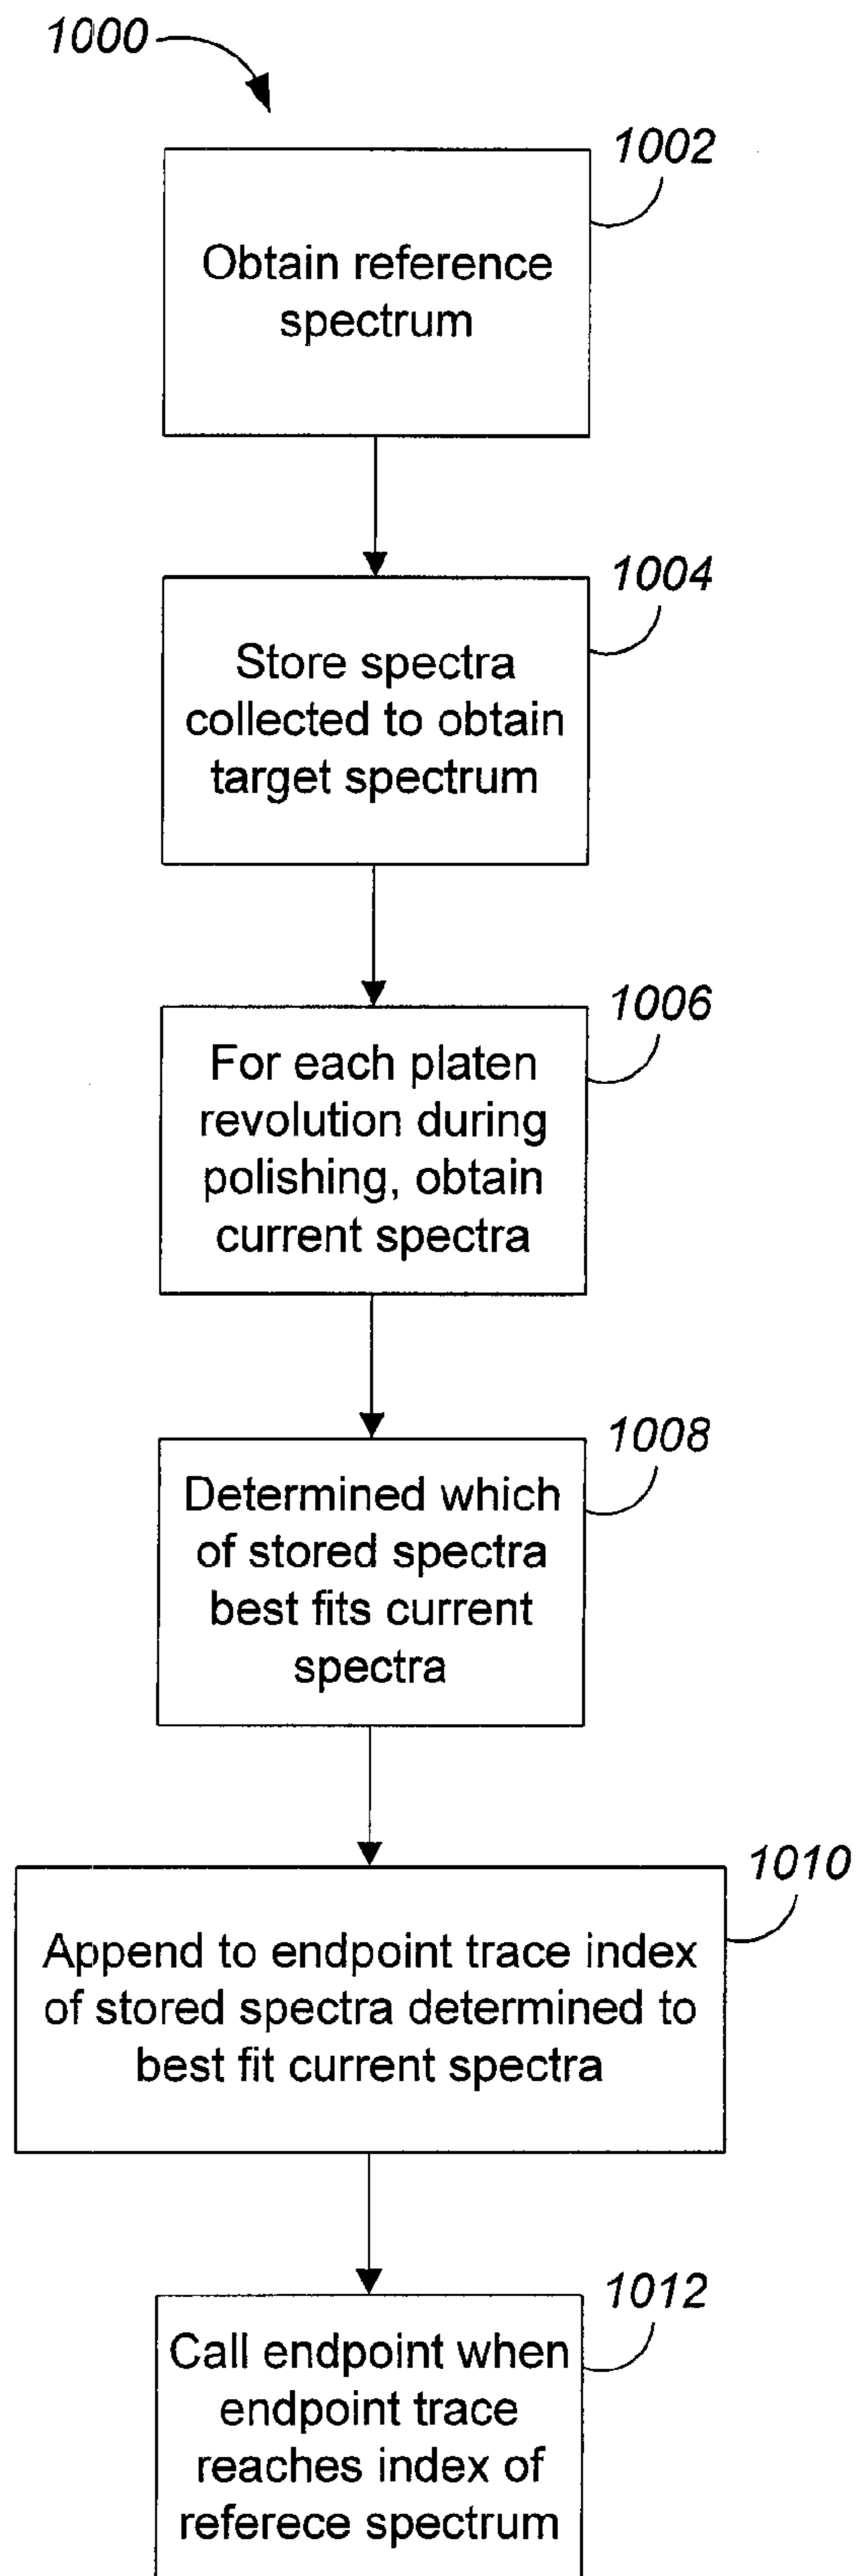 1000
1002
Obtain reference
spectrum
1004
Store spectra
collected to obtain
target spectrum
1006
For each platen
revolution during
polishing, obtain
current spectra
1008
Determined which
of stored spectra
best fits current
spectra
1010
Append to endpoint trace index
of stored spectra determined to
best fit current spectra
1012
Call endpoint when
endpoint trace
reaches index of
referece spectrum